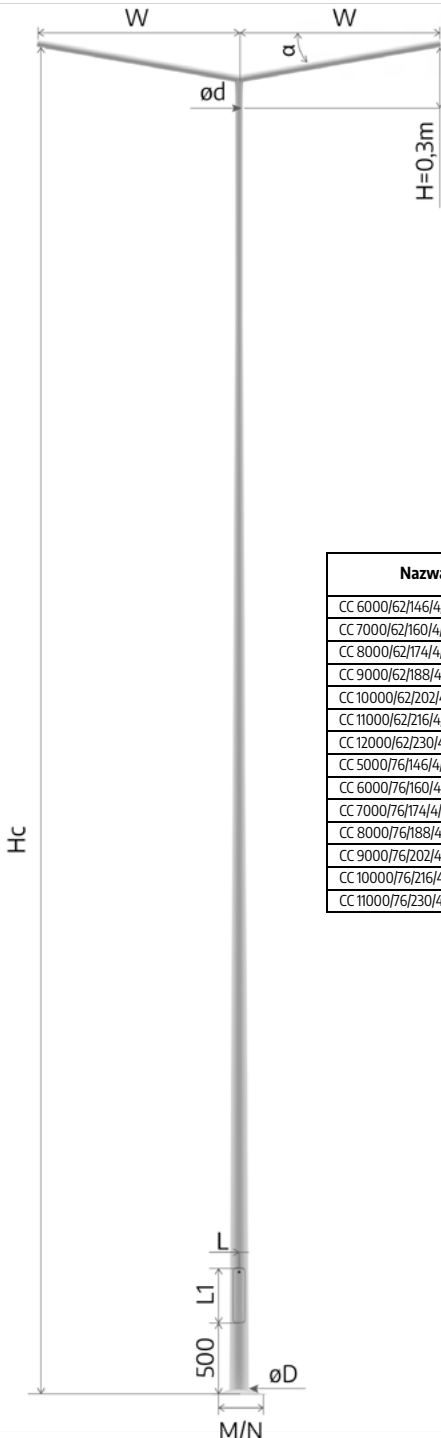 W W
α
ød
H=0,3m
Nazwa
CC 6000/62/146/4
CC 7000/62/160/4
CC 8000/62/174/4/
CC 9000/62/188/4
CC 10000/62/202/4
CC 11000/62/216/4
CC 12000/62/230/4
CC 5000/76/146/4/
CC 6000/76/160/4
CC 7000/76/174/4/
CC 8000/76/188/4
CC 9000/76/202/4
CC 10000/76/216/4
CC 11000/76/230/4
Hc
L
L1
500
øD
M/N